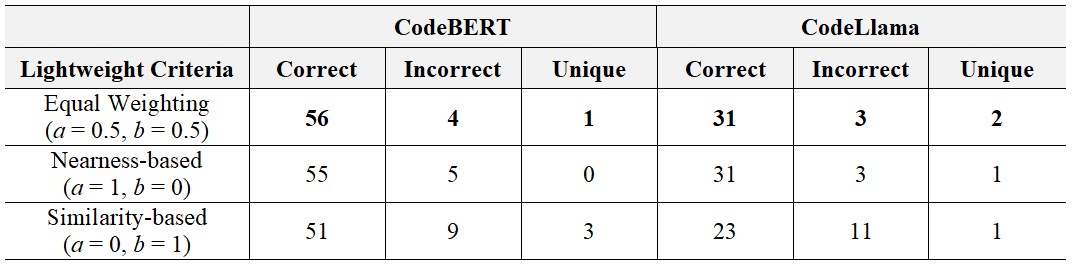 CodeBERT CodeLlama
Lightweight Criteria Correct Incorrect Unique Correct Incorrect Unique
Equal Weighting
(a = 0.5, b = 0.5) 56 4 1 31 3 2
Nearness-based
(a = 1, b = 0) 55 5 0 31 3 1
Similarity-based
(a = 0, b = 1) 51 9 3 23 11 1